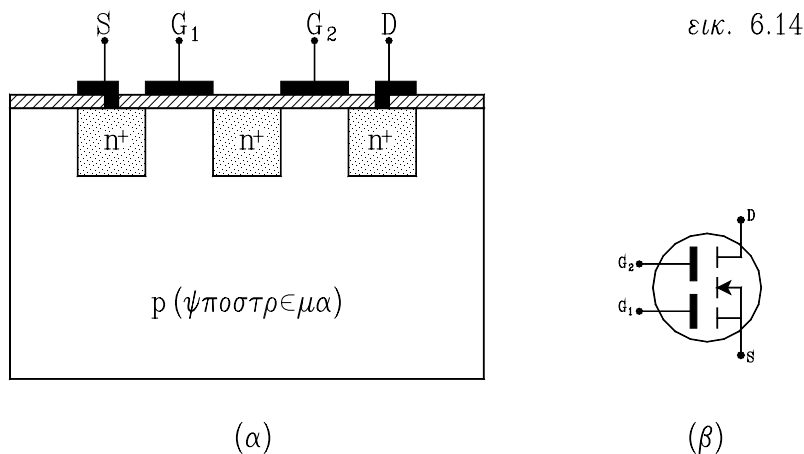 εικ. 6.14
S G₁ G₂ D
n⁺ n⁺ n⁺
p (ψποστρ∈μα)
D
G₂
G₁
S
(α) (β)